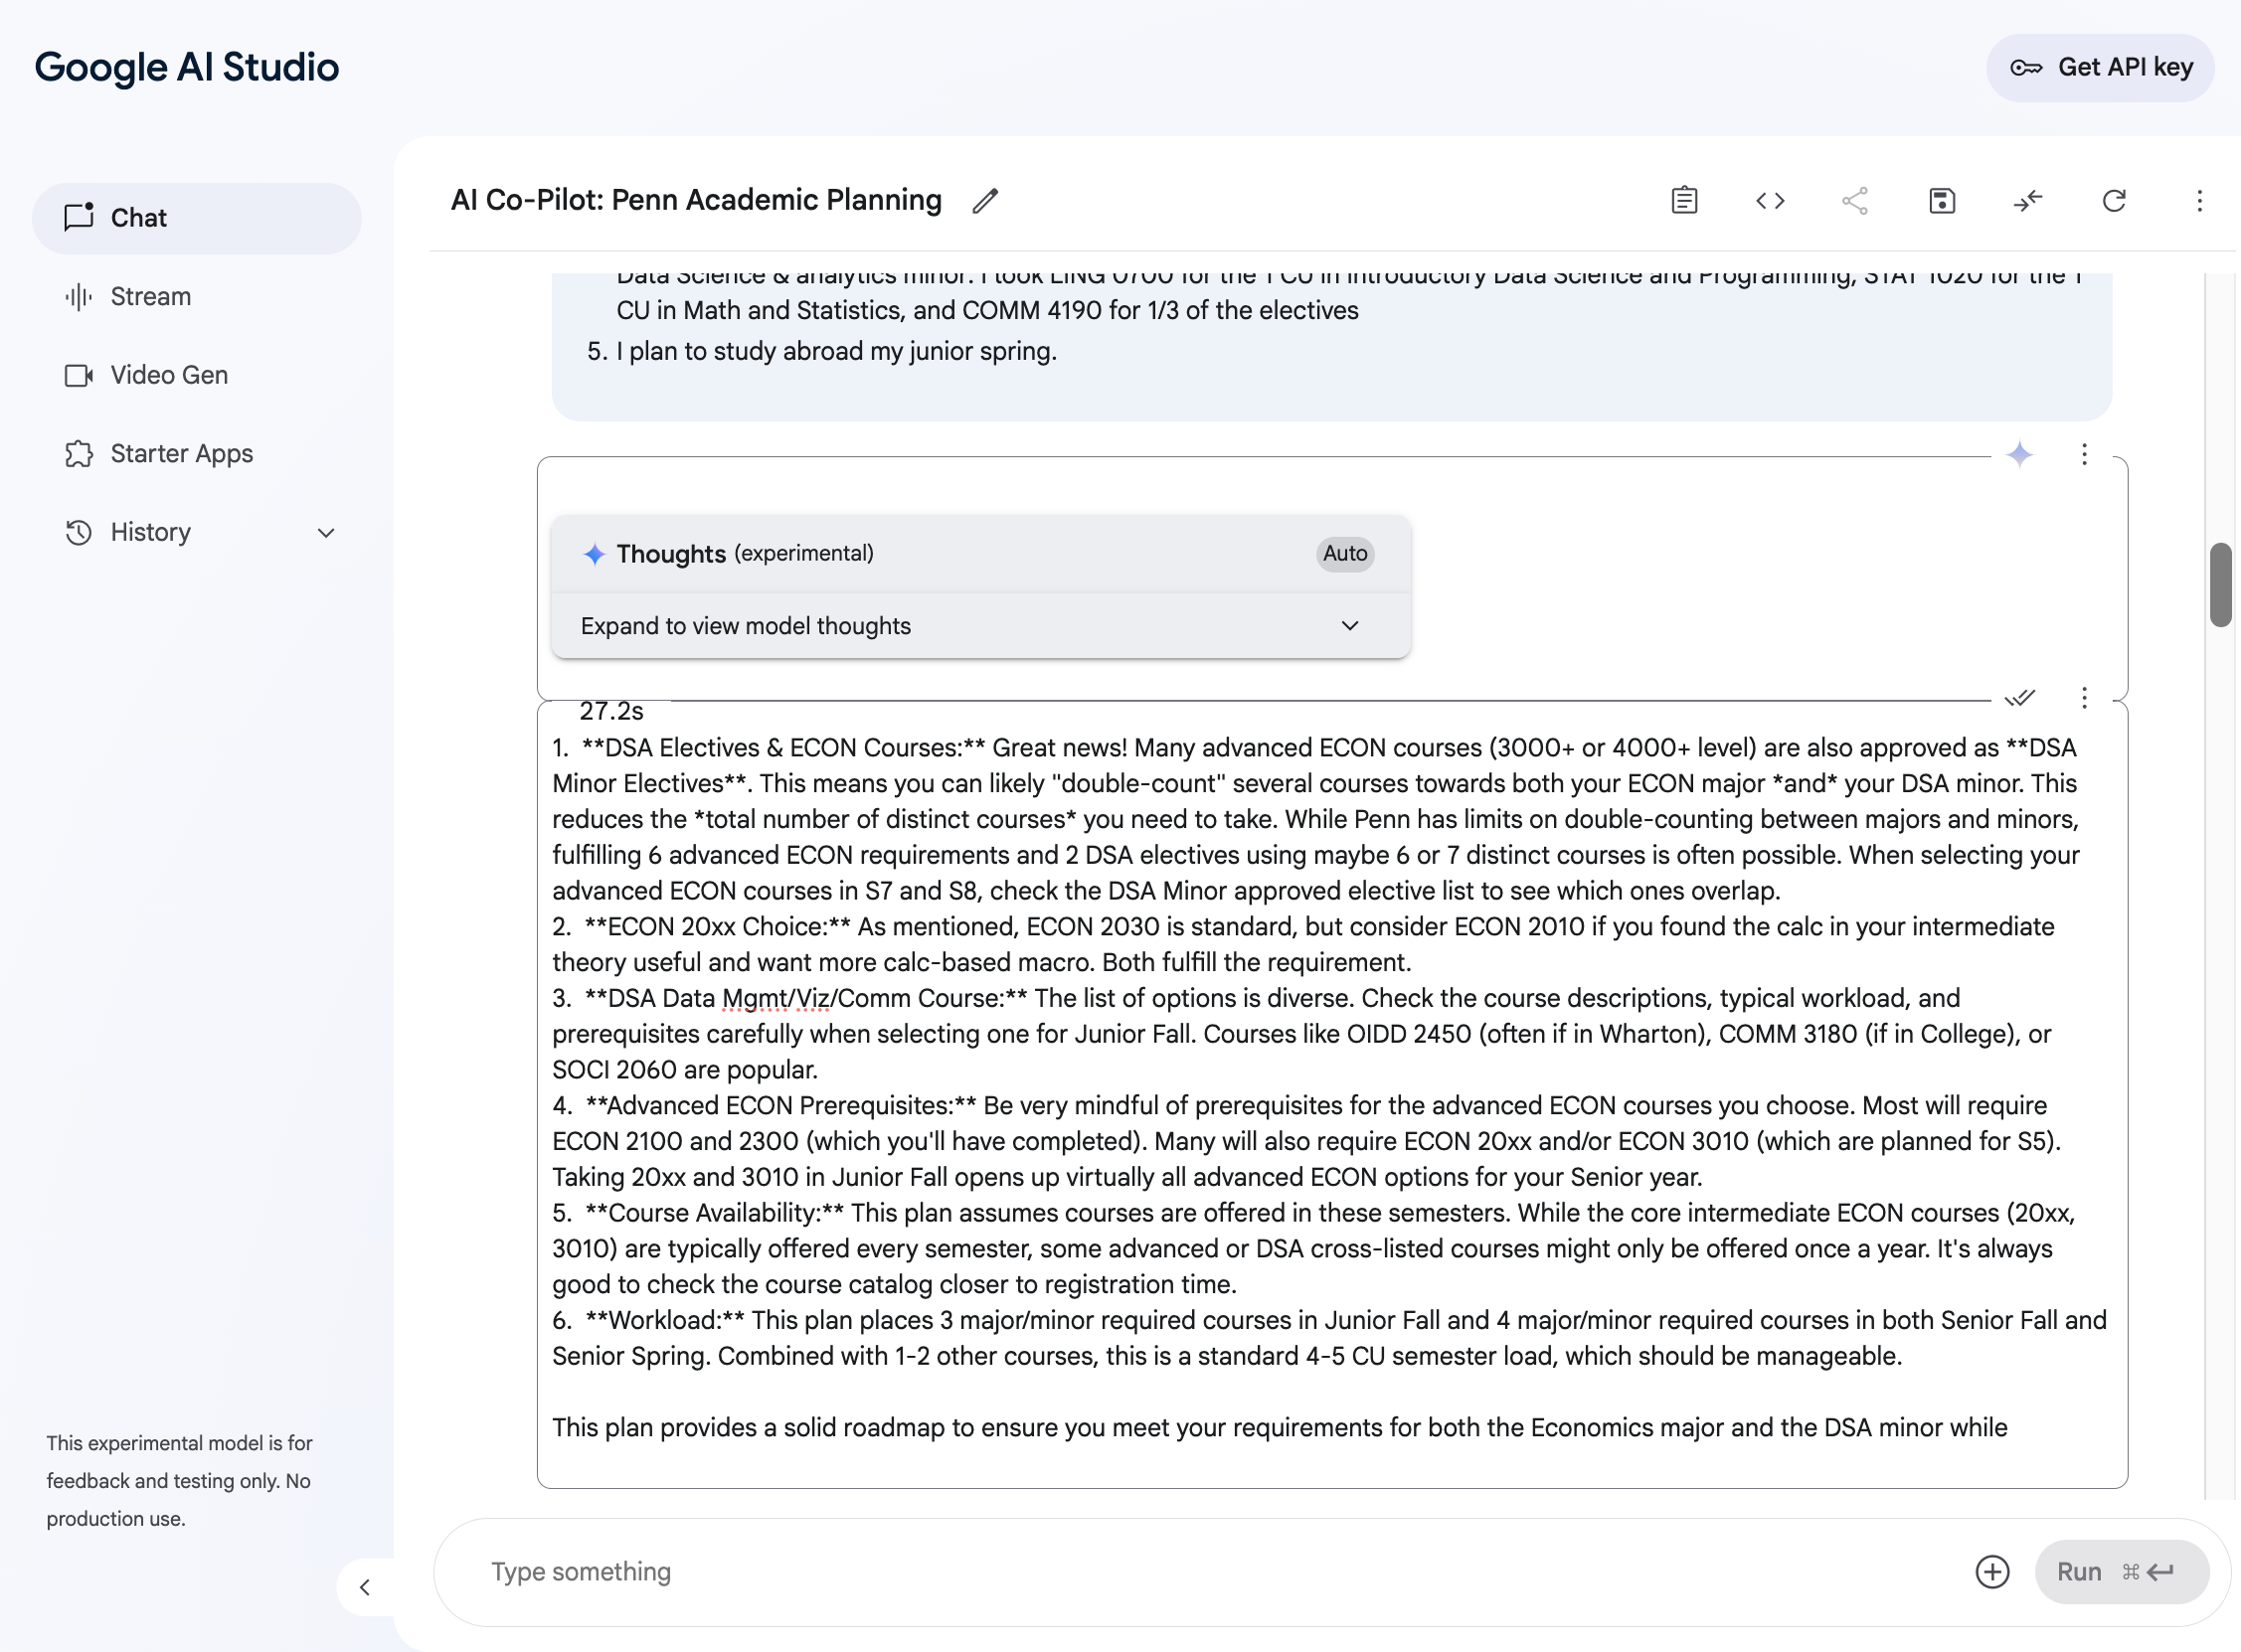 Google AI Studio
Get API key
Chat
Stream
Video Gen
Starter Apps
History
This experimental model is for
feedback and testing only. No
production use.
AI Co-Pilot: Penn Academic Planning
Data Science & analytics minor. I took LING 0700 for the 1 CU in Introductory Data Science and Programming, STAT 1020 for the 1
CU in Math and Statistics, and COMM 4190 for 1/3 of the electives
5. I plan to study abroad my junior spring.
Thoughts (experimental)
Auto
Expand to view model thoughts
27.2s
1. **DSA Electives & ECON Courses:** Great news! Many advanced ECON courses (3000+ or 4000+ level) are also approved as **DSA
Minor Electives**. This means you can likely "double-count" several courses towards both your ECON major *and* your DSA minor. This
reduces the *total number of distinct courses* you need to take. While Penn has limits on double-counting between majors and minors,
fulfilling 6 advanced ECON requirements and 2 DSA electives using maybe 6 or 7 distinct courses is often possible. When selecting your
advanced ECON courses in S7 and S8, check the DSA Minor approved elective list to see which ones overlap.
2. **ECON 20xx Choice:** As mentioned, ECON 2030 is standard, but consider ECON 2010 if you found the calc in your intermediate
theory useful and want more calc-based macro. Both fulfill the requirement.
3. **DSA Data Mgmt/Viz/Comm Course:** The list of options is diverse. Check the course descriptions, typical workload, and
prerequisites carefully when selecting one for Junior Fall. Courses like OIDD 2450 (often if in Wharton), COMM 3180 (if in College), or
SOCI 2060 are popular.
4. **Advanced ECON Prerequisites:** Be very mindful of prerequisites for the advanced ECON courses you choose. Most will require
ECON 2100 and 2300 (which you'll have completed). Many will also require ECON 20xx and/or ECON 3010 (which are planned for S5).
Taking 20xx and 3010 in Junior Fall opens up virtually all advanced ECON options for your Senior year.
5. **Course Availability:** This plan assumes courses are offered in these semesters. While the core intermediate ECON courses (20xx,
3010) are typically offered every semester, some advanced or DSA cross-listed courses might only be offered once a year. It's always
good to check the course catalog closer to registration time.
6. **Workload:** This plan places 3 major/minor required courses in Junior Fall and 4 major/minor required courses in both Senior Fall and
Senior Spring. Combined with 1-2 other courses, this is a standard 4-5 CU semester load, which should be manageable.
This plan provides a solid roadmap to ensure you meet your requirements for both the Economics major and the DSA minor while
Type something
Run ⌘